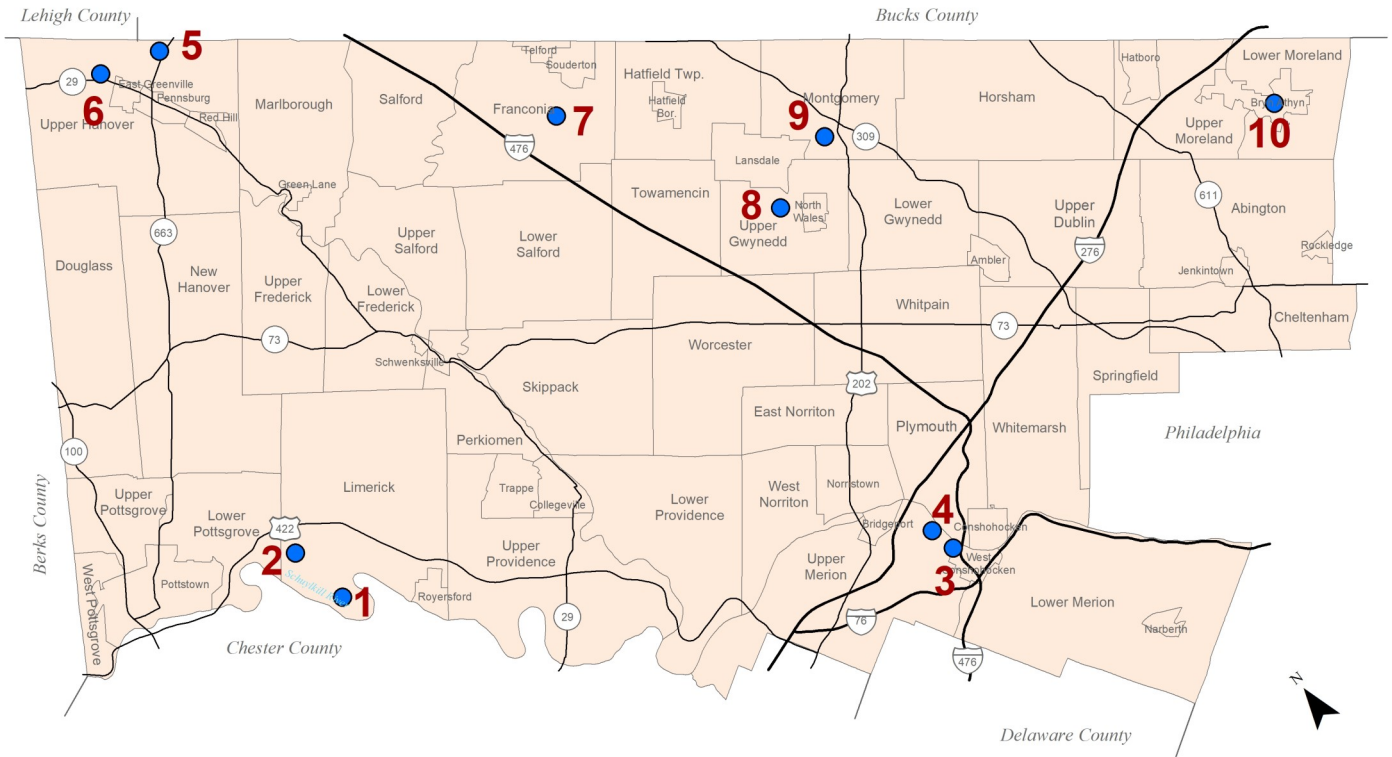 Lehigh County
Bucks County
5
6
29
East Greenville
Pennsburg
Upper Hanover
Red Hill
Marlborough
Salford
Telford
Souderton
Franconia
7
Hatfield Twp.
Hatfield
Bor.
476
Montgomery
9
309
Horsham
Hatboro
Lower Moreland
Upper
Moreland
10
Lansdale
Green Lane
Towamencin
8
North
Wales
Upper
Gwynedd
Lower
Gwynedd
Upper
Dublin
276
611
Abington
Rockledge
Jenkintown
Ambler
663
Douglass
New
Hanover
Upper
Frederick
Lower
Frederick
Upper
Salford
Lower
Salford
Whitpain
73
Cheltenham
73
Schwenksville
Skippack
Worcester
202
Springfield
East Norriton
Plymouth
Whitemarsh
Philadelphia
100
Perkiomen
Trappe
Collegeville
Limerick
Berks County
Upper
Pottsgrove
Lower
Pottsgrove
422
2
Lower
Providence
West
Norriton
Norristown
4
Bridgeport
Conshohocken
West
Conshohocken
3
Upper
Merion
Upper
Providence
West Pottsgrove
Pottstown
1
Royersford
29
76
476
Lower Merion
Narberth
Chester County
Delaware County
N